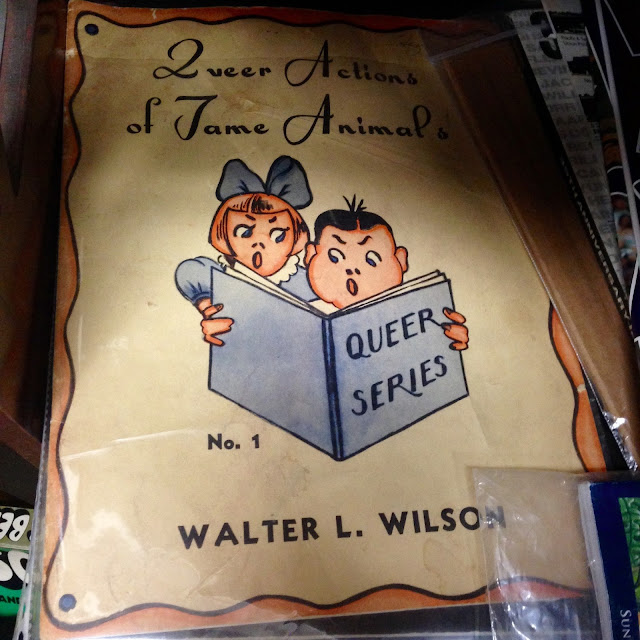 Queer Actions
of Tame Animals
QUEER
SERIES
No. 1
WALTER L. WILSON